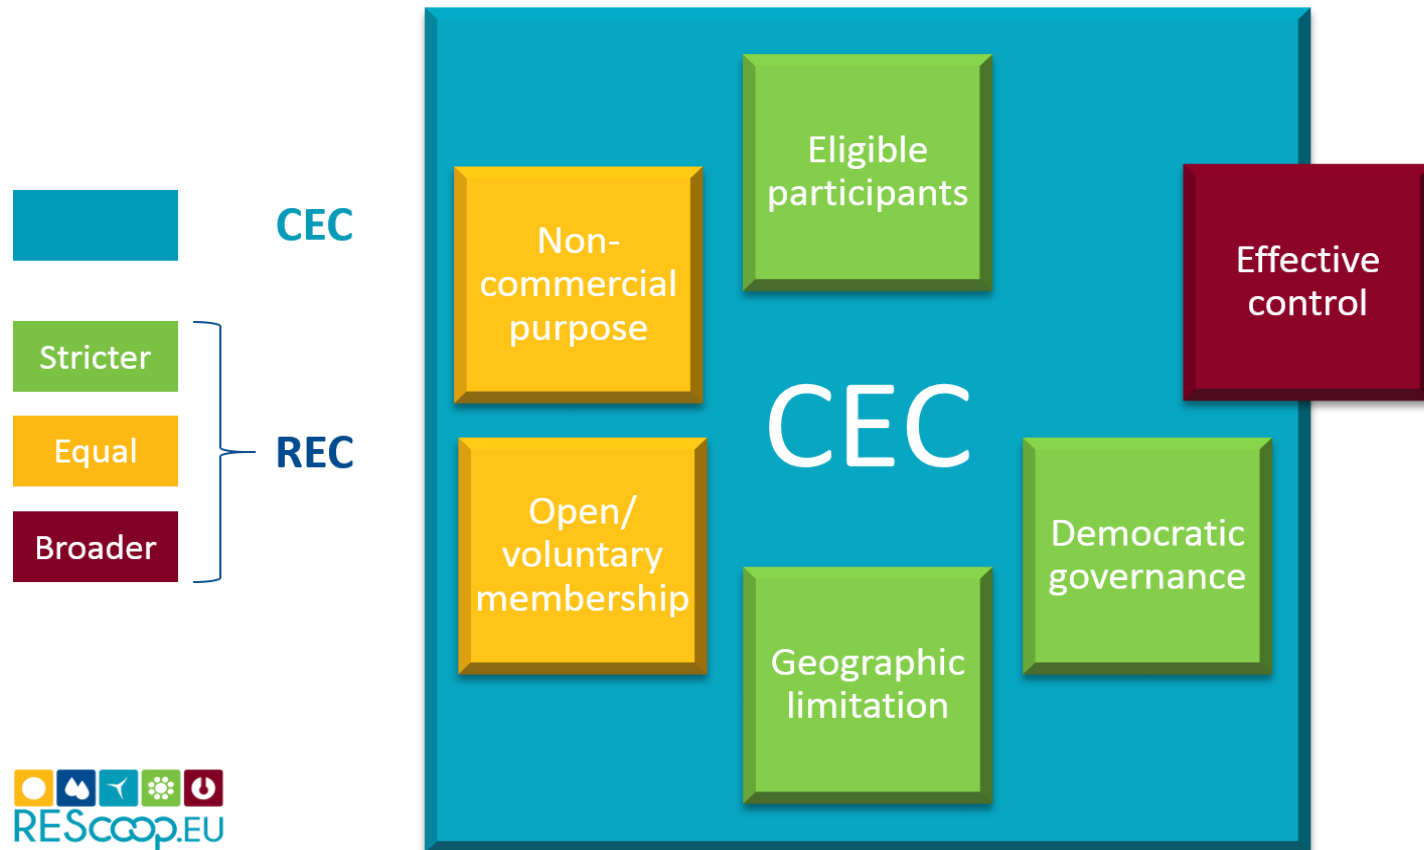 CEC
Stricter
Equal
Broader
REC
Eligible
participants
Non-
commercial
purpose
Effective
control
CEC
Open/
voluntary
membership
Democratic
governance
Geographic
limitation
REScoop.EU